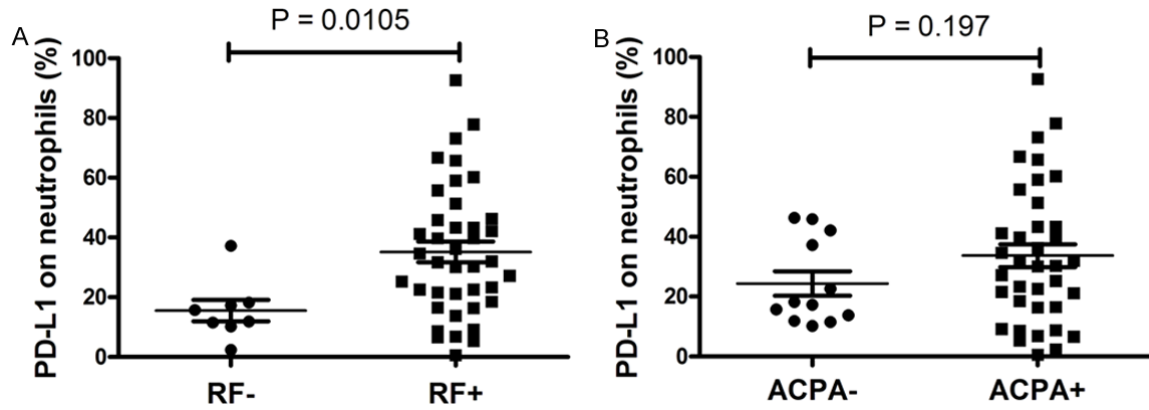 A
P = 0.0105
PD-L1 on neutrophils (%)
100
80
60
40
20
0
RF-
RF+
B
P = 0.197
PD-L1 on neutrophils (%)
100
80
60
40
20
0
ACPA-
ACPA+